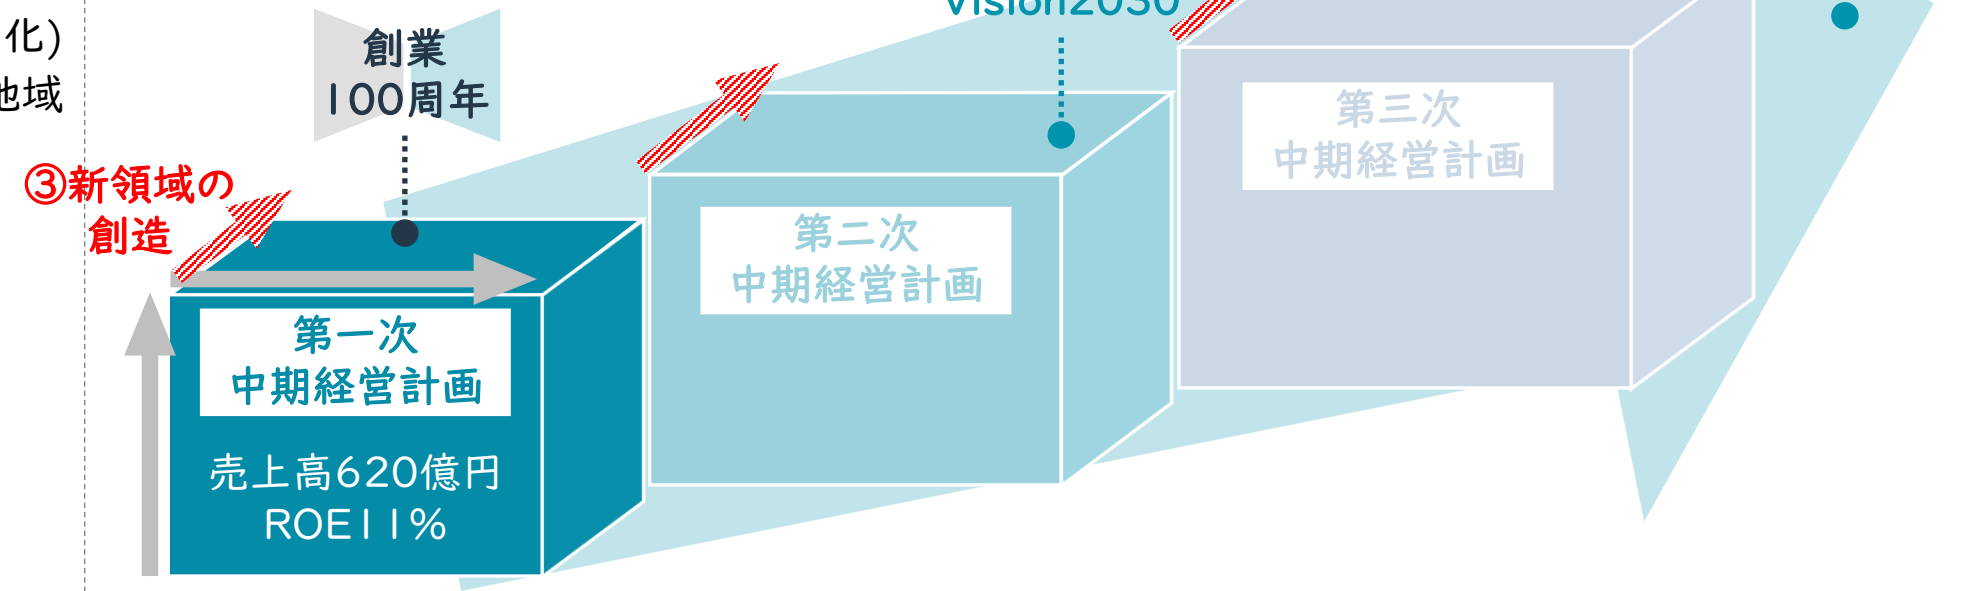 化)
地域
創業
100周年
③新領域の
創造
第一次
中期経営計画
売上高620億円
ROE11%
Vision2030
第二次
中期経営計画
第三次
中期経営計画